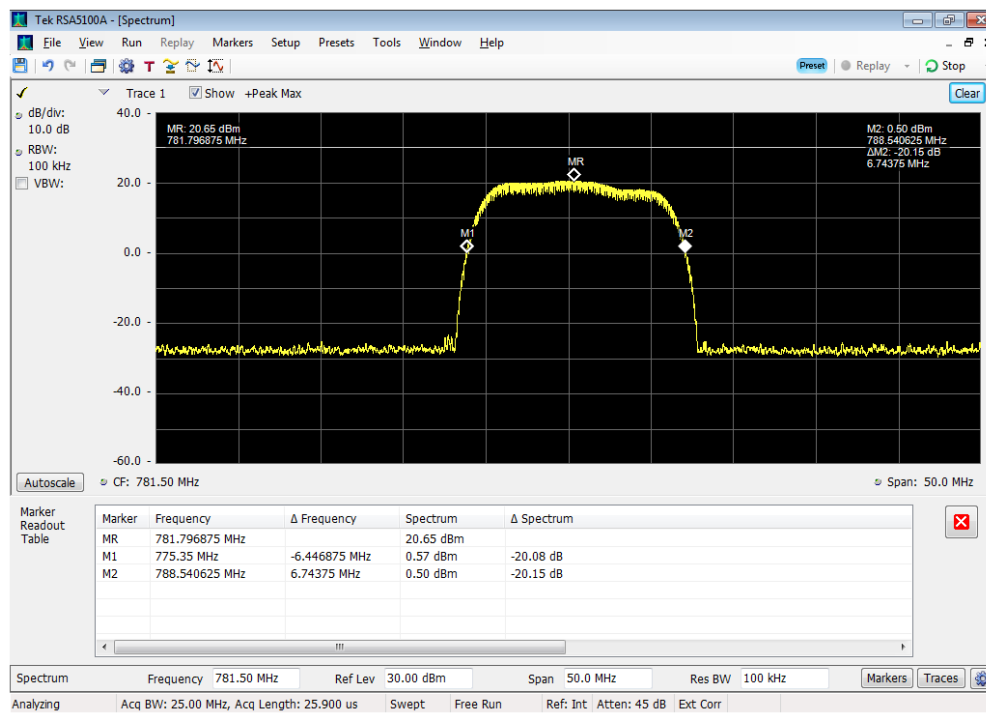 Tek RSA5100A - [Spectrum]
File View Run Replay Markers Setup Presets Tools Window Help
T Preset Replay Stop
Trace 1 Show +Peak Max Clear
dB/div:
10.0 dB
RBW:
100 kHz
VBW:
40.0 -
20.0 -
0.0 -
-20.0 -
-40.0 -
-60.0 -
MR: 20.65 dBm
781.796875 MHz
M2: 0.50 dBm
788.540625 MHz
ΔM2: -20.15 dB
6.74375 MHz
MR
M1
M2
Autoscale CF: 781.50 MHz Span: 50.0 MHz
Marker
Readout
Table
Marker Frequency Δ Frequency Spectrum Δ Spectrum
MR 781.796875 MHz 20.65 dBm
M1 775.35 MHz -6.446875 MHz 0.57 dBm -20.08 dB
M2 788.540625 MHz 6.74375 MHz 0.50 dBm -20.15 dB
Spectrum Frequency 781.50 MHz Ref Lev 30.00 dBm Span 50.0 MHz Res BW 100 kHz Markers Traces
Analyzing Acq BW: 25.00 MHz, Acq Length: 25.900 us Swept Free Run Ref: Int Atten: 45 dB Ext Corr